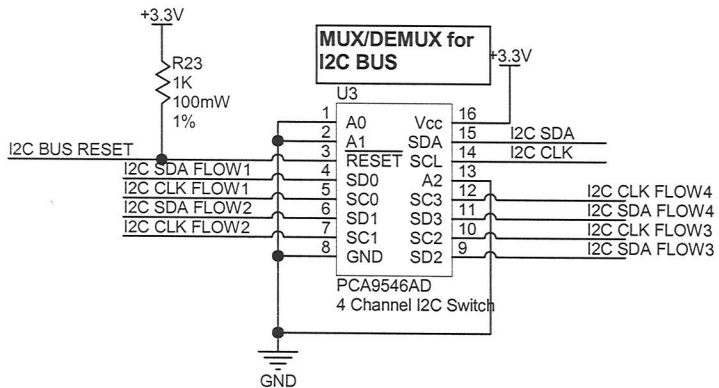 +3.3V
R23
1K
100mW
1%
MUX/DEMUX for
I2C BUS
+3.3V
U3
1 A0 Vcc 16
2 A1 SDA 15 I2C SDA
I2C BUS RESET 3 RESET SCL 14 I2C CLK
I2C SDA FLOW1 4 SD0 A2 13
I2C CLK FLOW1 5 SC0 SC3 12 I2C CLK FLOW4
I2C SDA FLOW2 6 SD1 SD3 11 I2C SDA FLOW4
I2C CLK FLOW2 7 SC1 SC2 10 I2C CLK FLOW3
8 GND SD2 9 I2C SDA FLOW3
PCA9546AD
4 Channel I2C Switch
GND